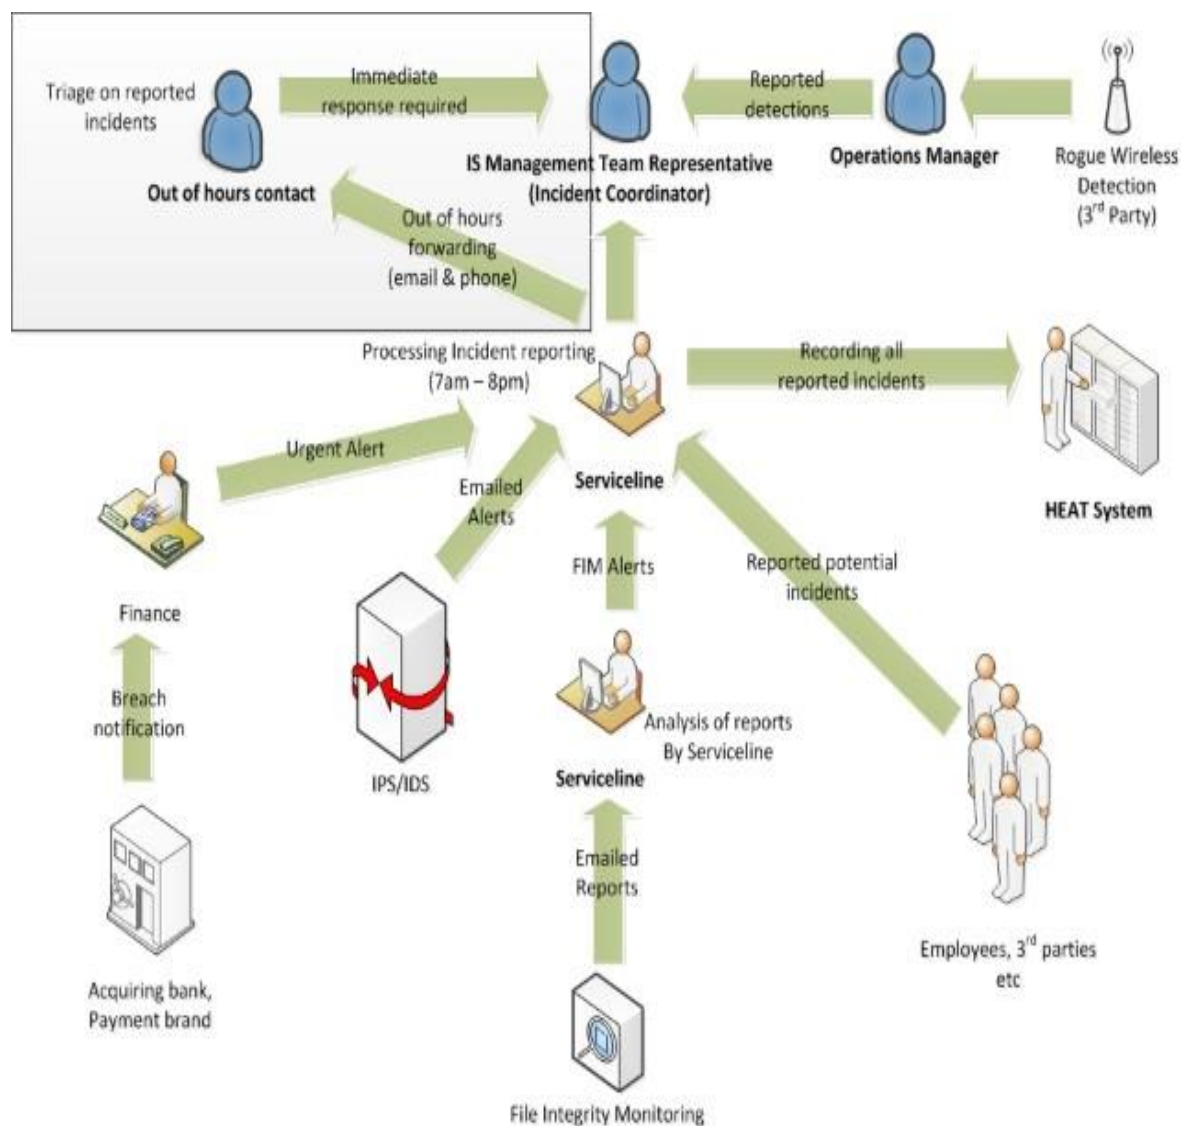 Triage on reported
incidents
Immediate
response required
Reported
detections
Out of hours contact
IS Management Team Representative
(Incident Coordinator)
Operations Manager
Rogue Wireless
Detection
(3rd Party)
Out of hours
forwarding
(email & phone)
Processing Incident reporting
(7am – 8pm)
Recording all
reported incidents
Urgent Alert
Emailed
Alerts
Serviceline
HEAT System
FIM Alerts
Reported potential
incidents
Finance
Breach
notification
Analysis of reports
By Serviceline
IPS/IDS
Serviceline
Emailed
Reports
Employees, 3rd parties
etc
Acquiring bank,
Payment brand
File Integrity Monitoring